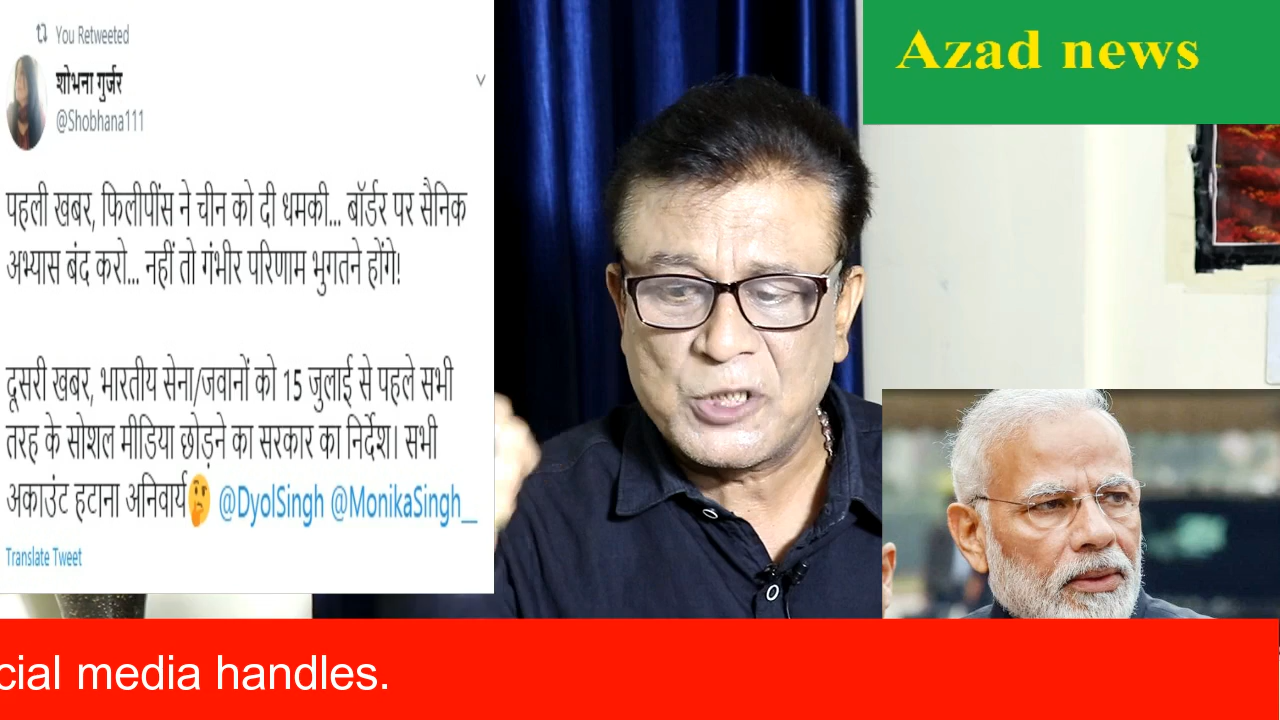 You Retweeted
शोभना गुर्जर
@Shobhana111
पहली खबर, फिलीपींस ने चीन को दी धमकी... बॉर्डर पर सैनिक
अभ्यास बंद करो... नहीं तो गंभीर परिणाम भुगतने होंगे!
दूसरी खबर, भारतीय सेना/जवानों को 15 जुलाई से पहले सभी
तरह के सोशल मीडिया छोड़ने का सरकार का निर्देश। सभी
अकाउंट हटाना अनिवार्य🤔 @DyolSingh @MonikaSingh_
Translate Tweet
Azad news
cial media handles.